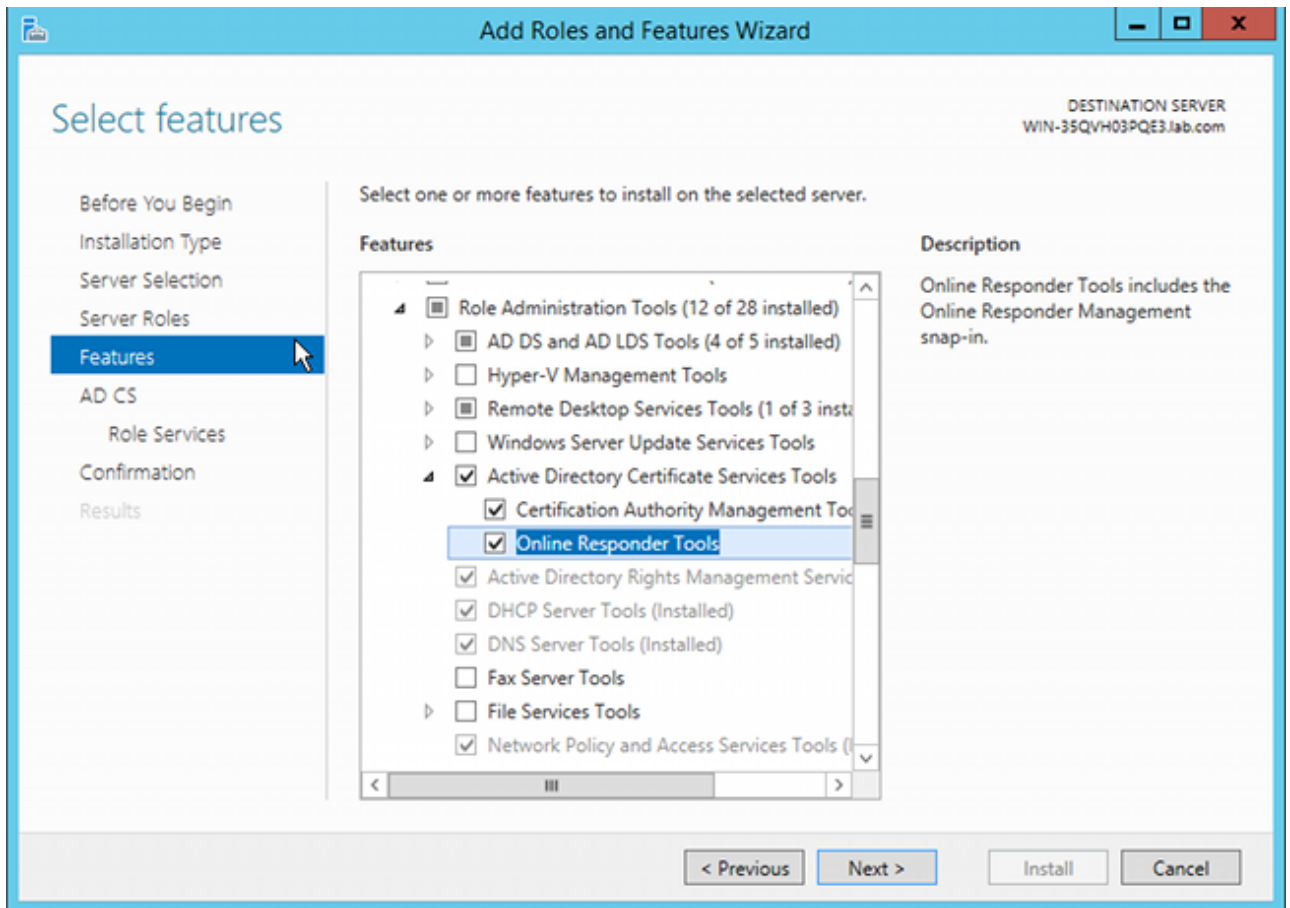 Add Roles and Features Wizard
Select features
DESTINATION SERVER
WIN-35QVH03PQE3.lab.com
Before You Begin
Installation Type
Server Selection
Server Roles
Features
AD CS
Role Services
Confirmation
Results
Select one or more features to install on the selected server.
Features
Role Administration Tools (12 of 28 installed)
AD DS and AD LDS Tools (4 of 5 installed)
Hyper-V Management Tools
Remote Desktop Services Tools (1 of 3 insta
Windows Server Update Services Tools
Active Directory Certificate Services Tools
Certification Authority Management Too
Online Responder Tools
Active Directory Rights Management Servic
DHCP Server Tools (Installed)
DNS Server Tools (Installed)
Fax Server Tools
File Services Tools
Network Policy and Access Services Tools (I
Description
Online Responder Tools includes the
Online Responder Management
snap-in.
< Previous
Next >
Install
Cancel